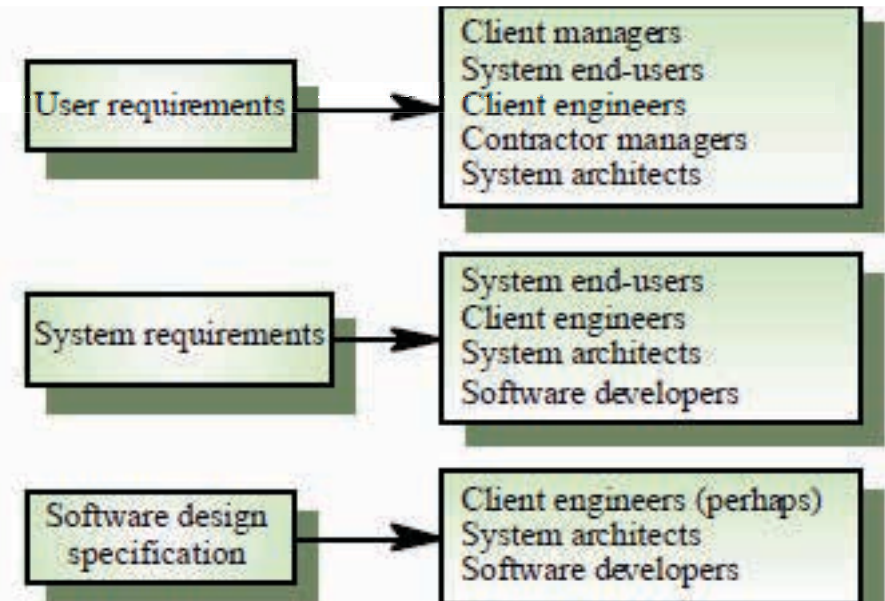 User requirements
Client managers
System end-users
Client engineers
Contractor managers
System architects
System requirements
System end-users
Client engineers
System architects
Software developers
Software design
specification
Client engineers (perhaps)
System architects
Software developers